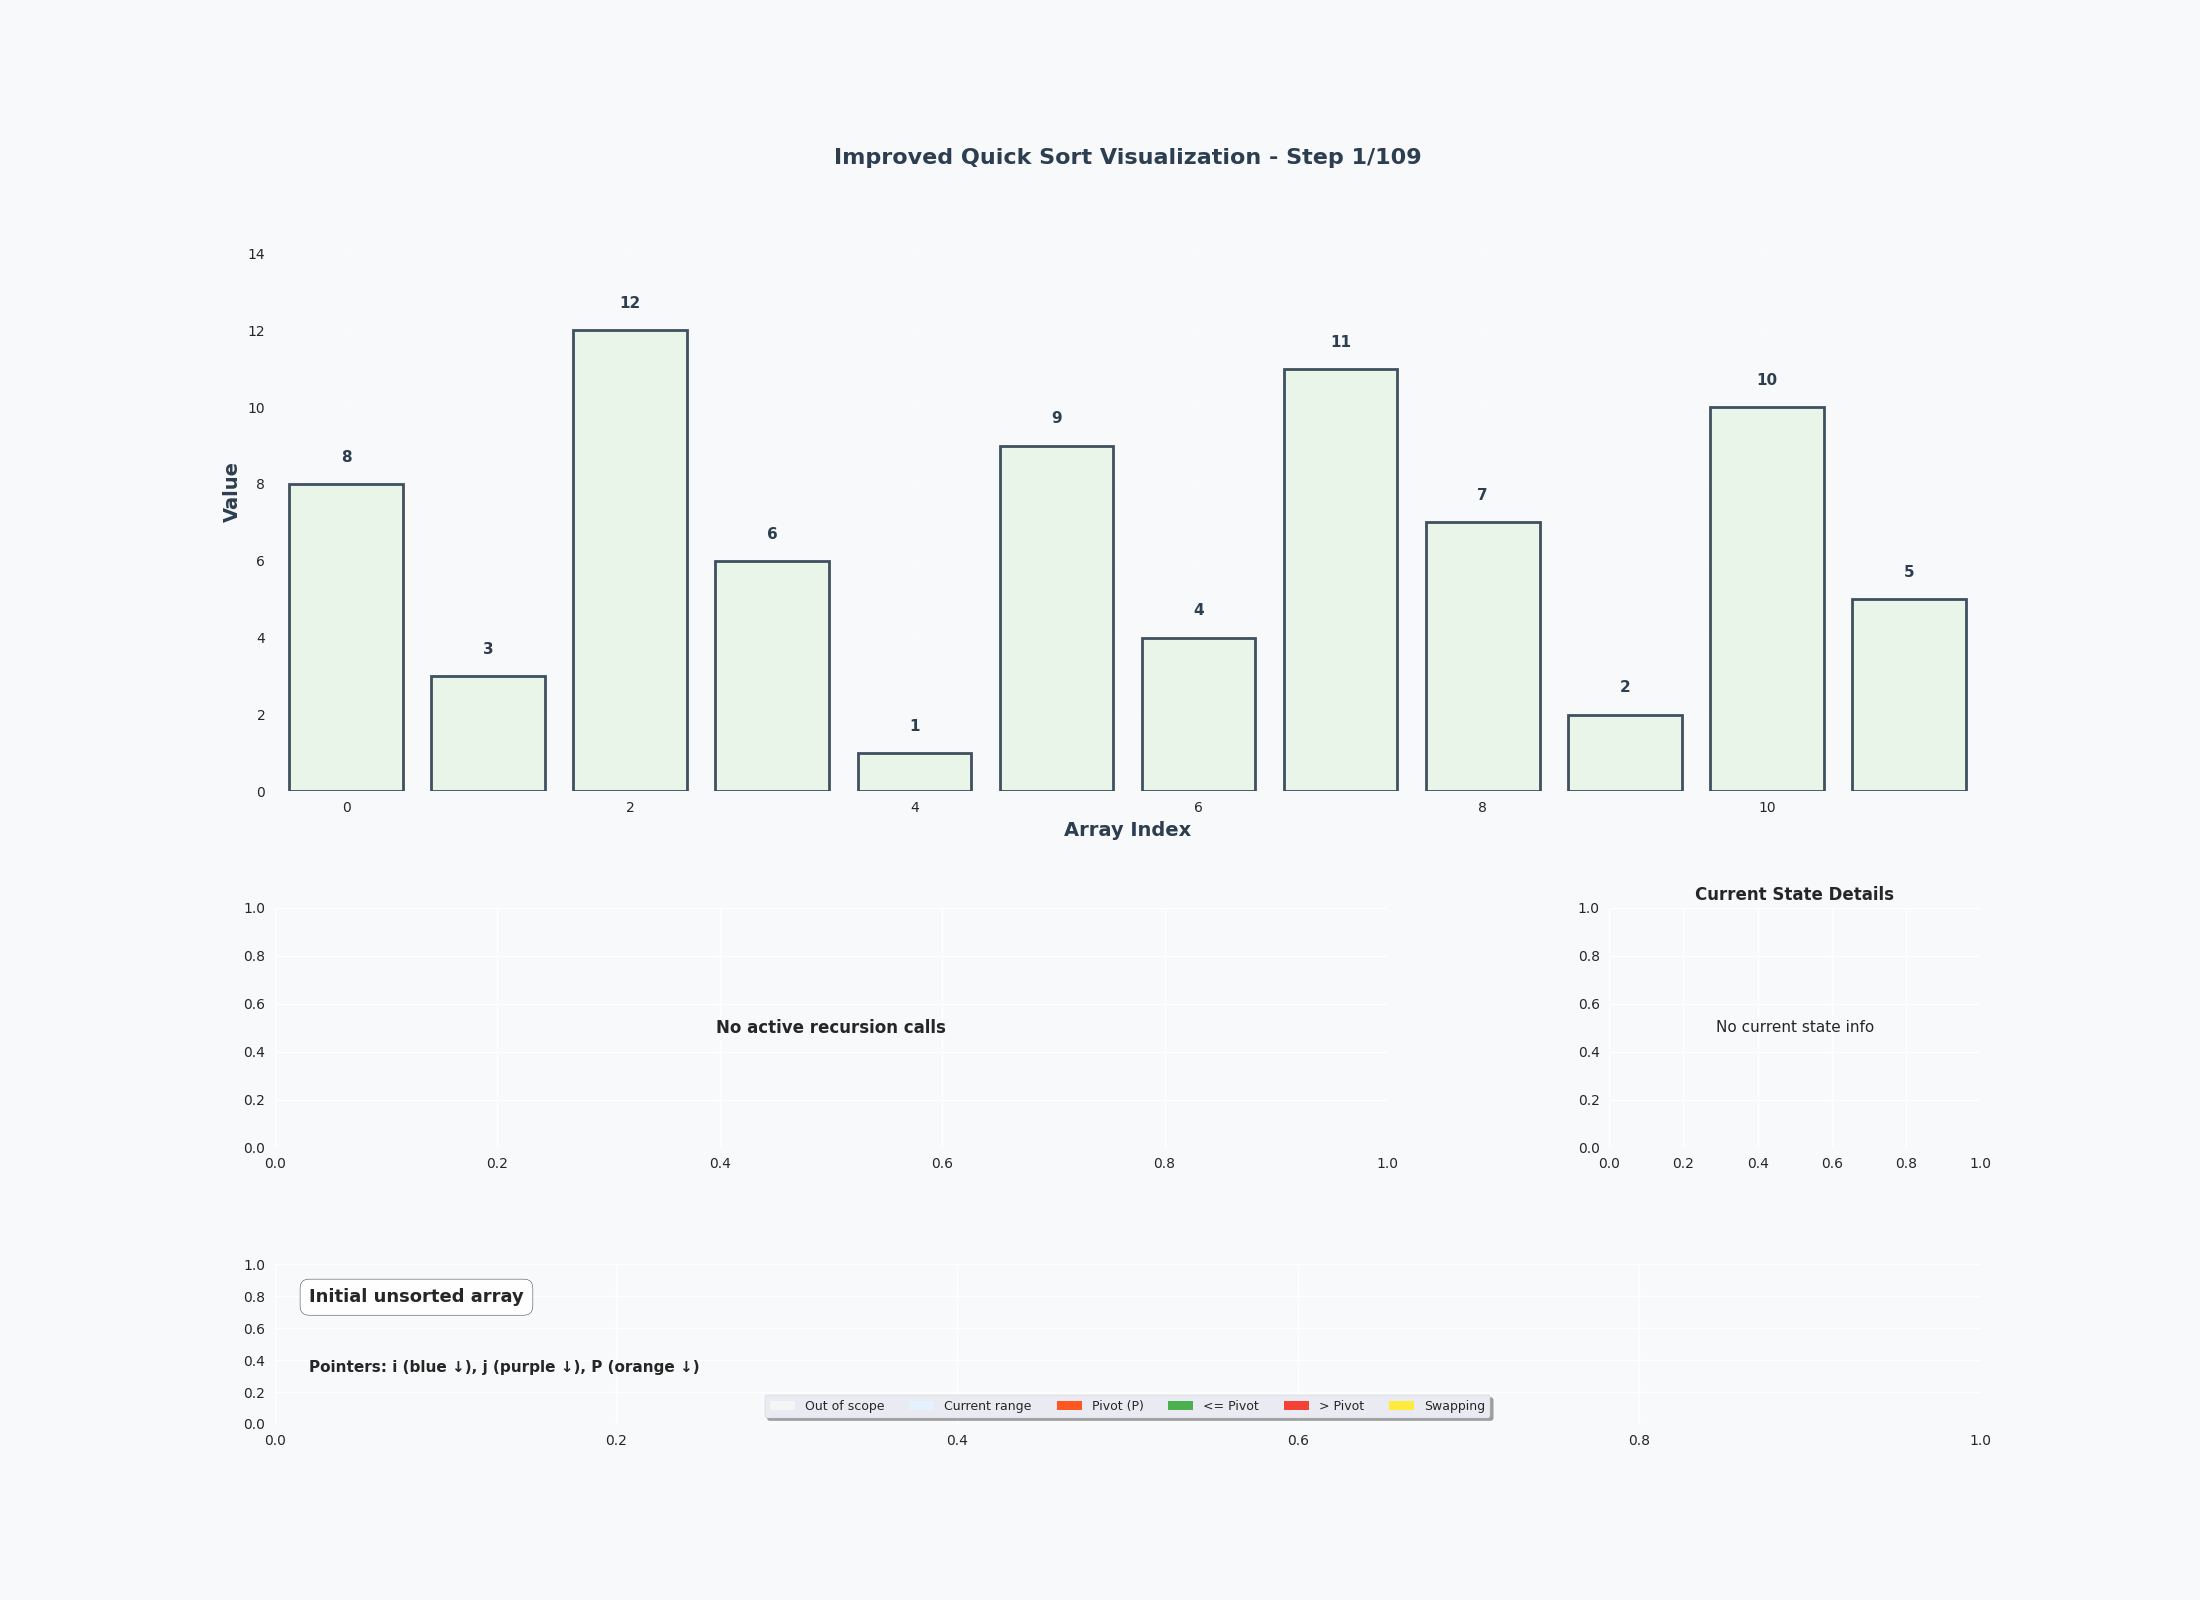 Improved Quick Sort Visualization - Step 1/109
14
12
10
8
6
4
2
0
Value
8
3
12
6
1
9
4
11
7
2
10
5
0 2 4 6 8 10
Array Index
1.0
0.8
0.6
0.4
0.2
0.0
No active recursion calls
0.0 0.2 0.4 0.6 0.8 1.0
Current State Details
1.0
0.8
0.6
0.4
0.2
0.0
No current state info
0.0 0.2 0.4 0.6 0.8 1.0
1.0
0.8
0.6
0.4
0.2
0.0
Initial unsorted array
Pointers: i (blue ↓), j (purple ↓), P (orange ↓)
Out of scope Current range Pivot (P) <= Pivot > Pivot Swapping
0.0 0.2 0.4 0.6 0.8 1.0